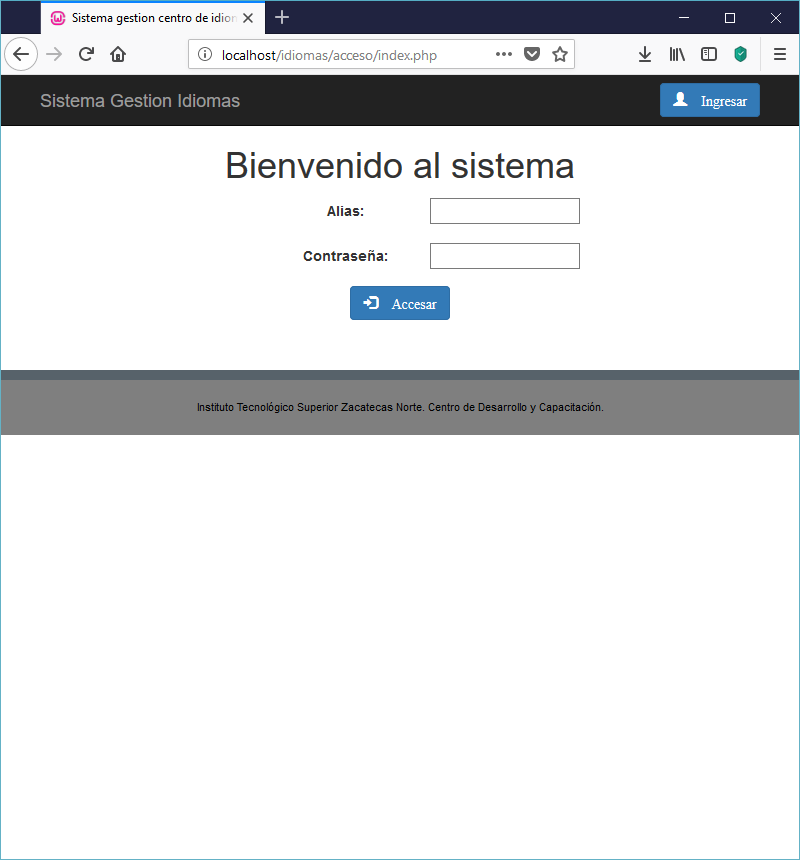 Sistema gestion centro de idion
localhost/idiomas/acceso/index.php
Sistema Gestion Idiomas
Ingresar
Bienvenido al sistema
Alias:
Contraseña:
Accesar
Instituto Tecnológico Superior Zacatecas Norte. Centro de Desarrollo y Capacitación.